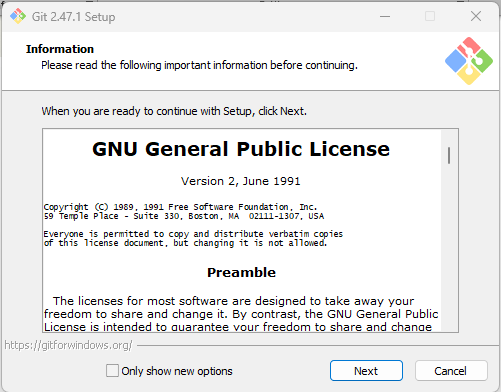 Git 2.47.1 Setup
Information
Please read the following important information before continuing.
When you are ready to continue with Setup, click Next.
GNU General Public License
Version 2, June 1991
Copyright (C) 1989, 1991 Free Software Foundation, Inc.
59 Temple Place - Suite 330, Boston, MA  02111-1307, USA
Everyone is permitted to copy and distribute verbatim copies
of this license document, but changing it is not allowed.
Preamble
The licenses for most software are designed to take away your
freedom to share and change it. By contrast, the GNU General Public
License is intended to guarantee your freedom to share and change
https://gitforwindows.org/
Only show new options
Next
Cancel